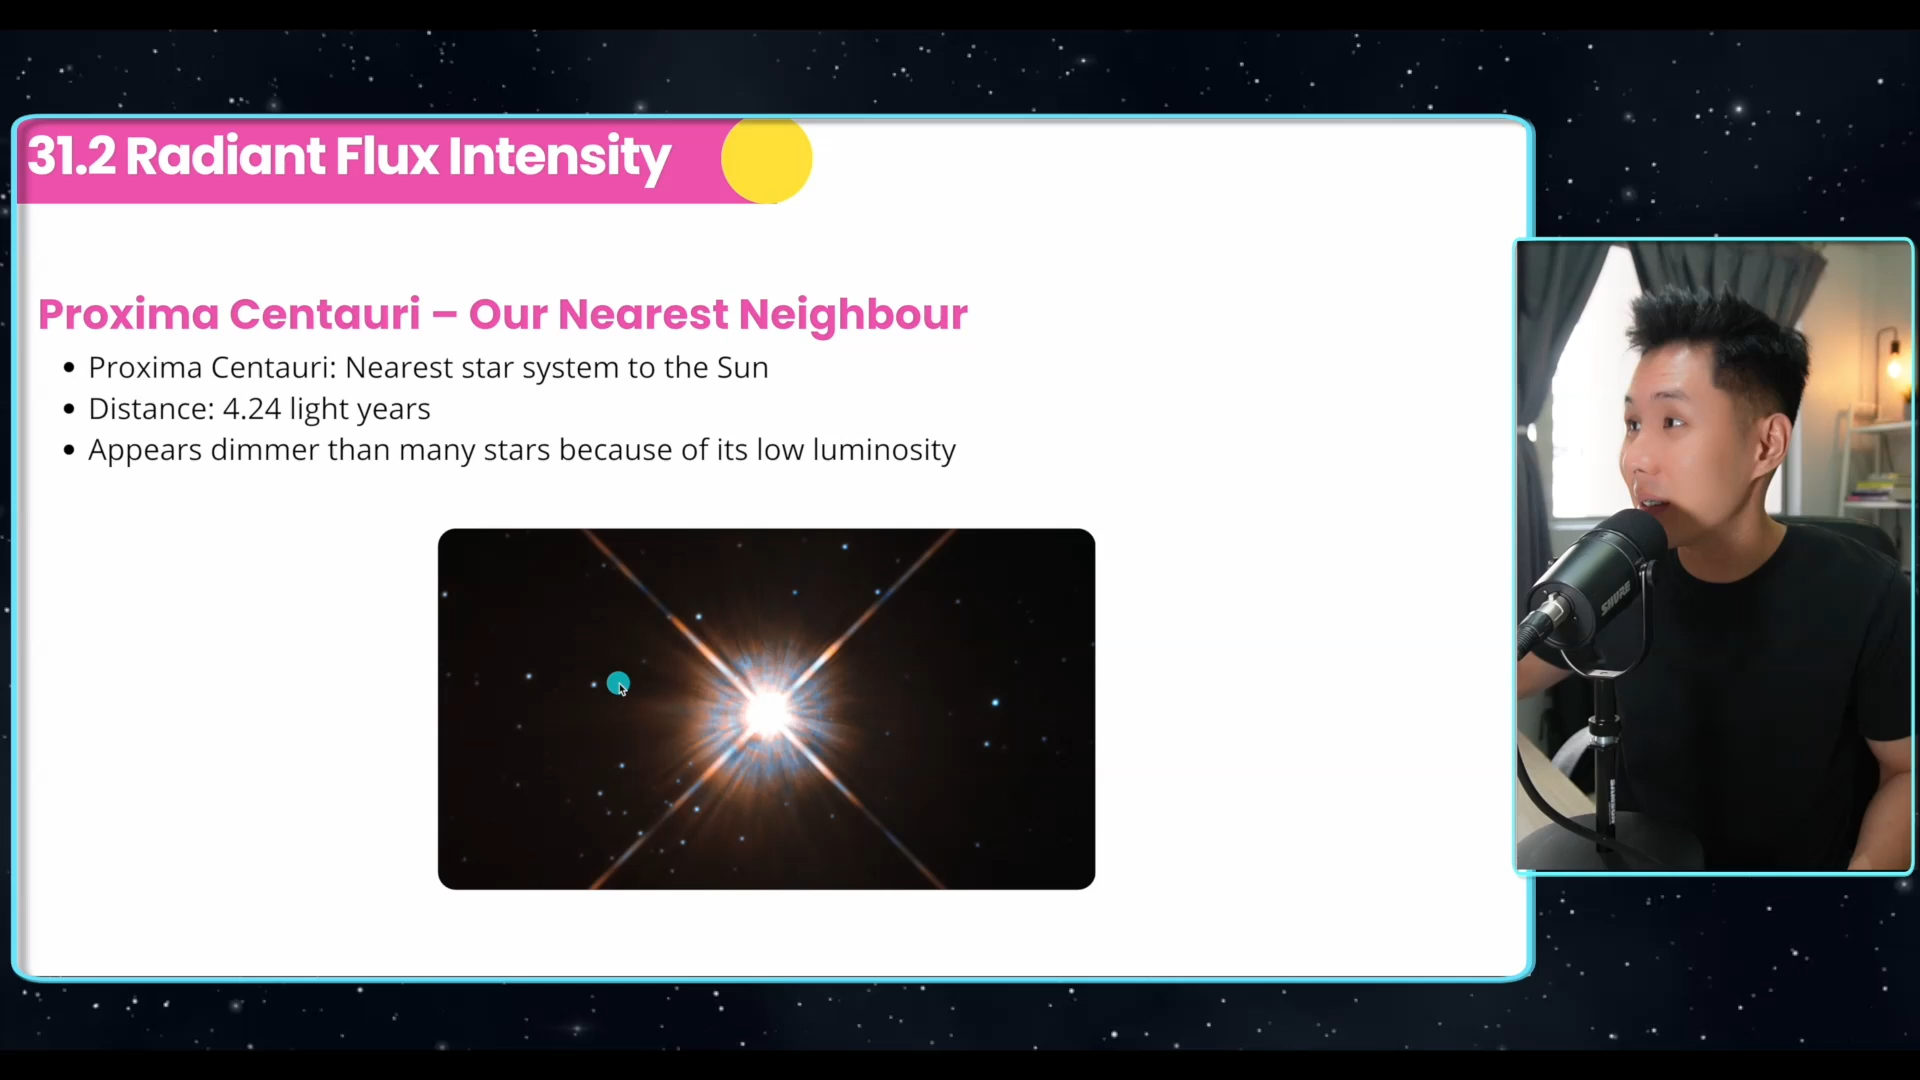 31.2 Radiant Flux Intensity
Proxima Centauri – Our Nearest Neighbour
• Proxima Centauri: Nearest star system to the Sun
• Distance: 4.24 light years
• Appears dimmer than many stars because of its low luminosity
SHURE